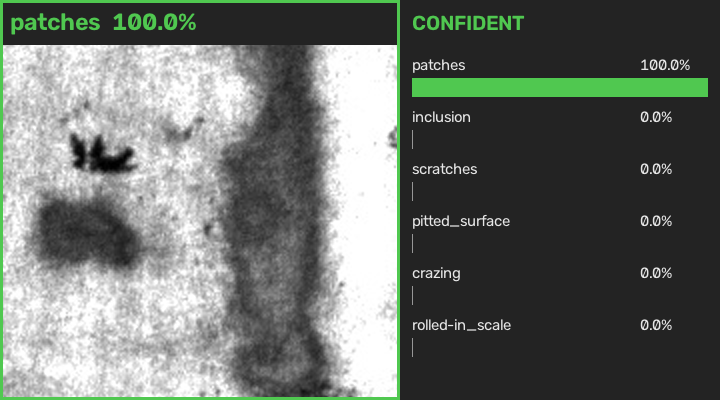 patches 100.0%
CONFIDENT
patches 100.0%
inclusion 0.0%
scratches 0.0%
pitted_surface 0.0%
crazing 0.0%
rolled-in_scale 0.0%